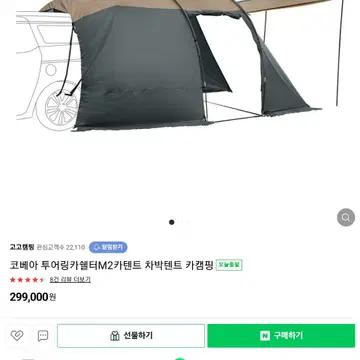 고고캠핑 관심고객수 22,110 알림받기
코베아 투어링카쉘터M2카텐트 차박텐트 카캠핑 오늘출발
8건 리뷰 더보기
299,000원
선물하기 N 구매하기